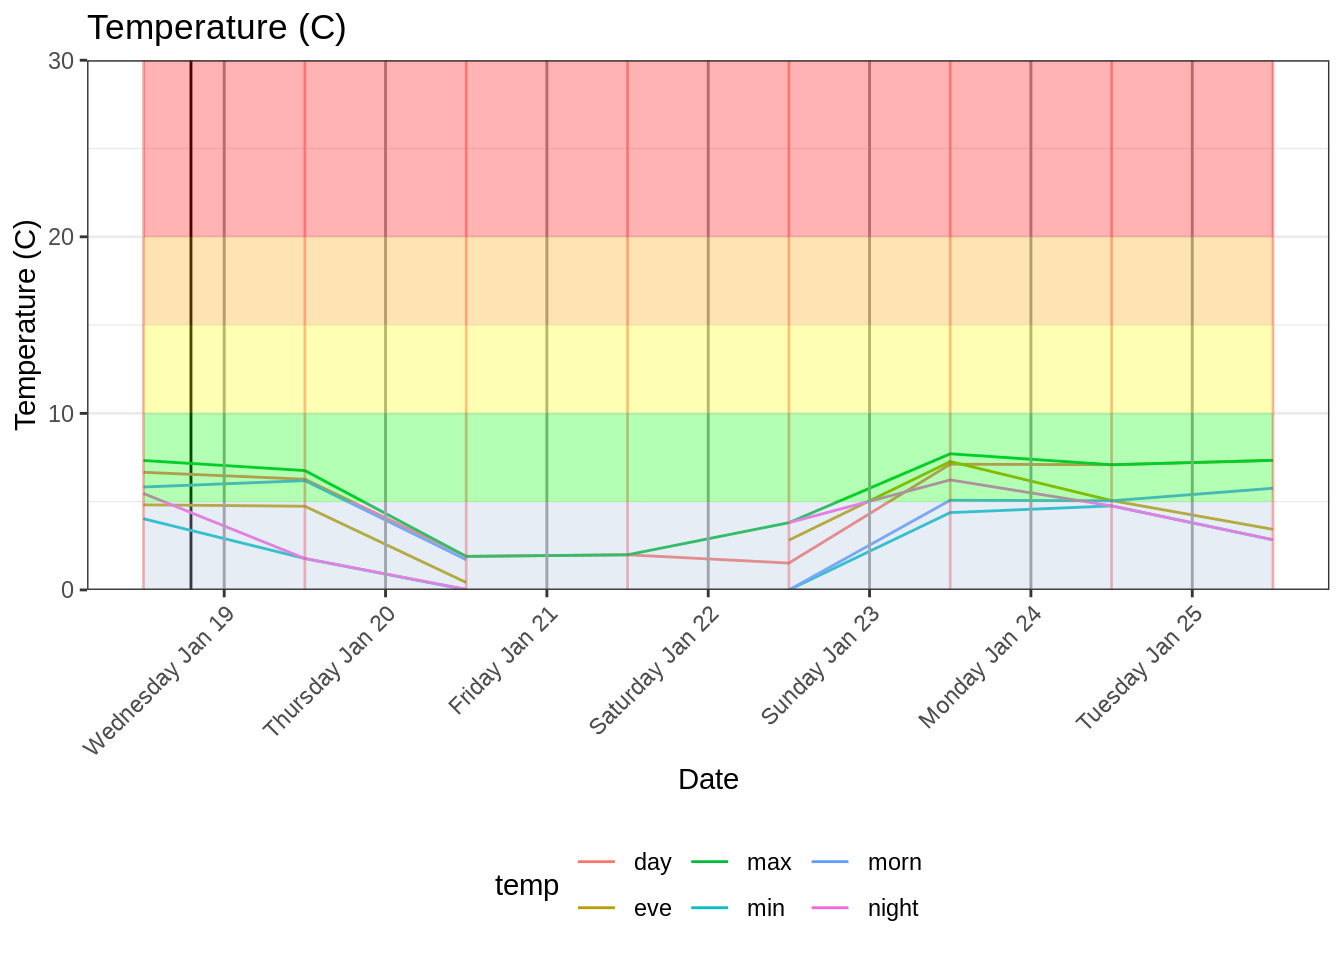 Temperature (C)
Temperature (C)
30
20
10
0
Wednesday Jan 19
Thursday Jan 20
Friday Jan 21
Saturday Jan 22
Sunday Jan 23
Monday Jan 24
Tuesday Jan 25
Date
temp
day
max
morn
eve
min
night